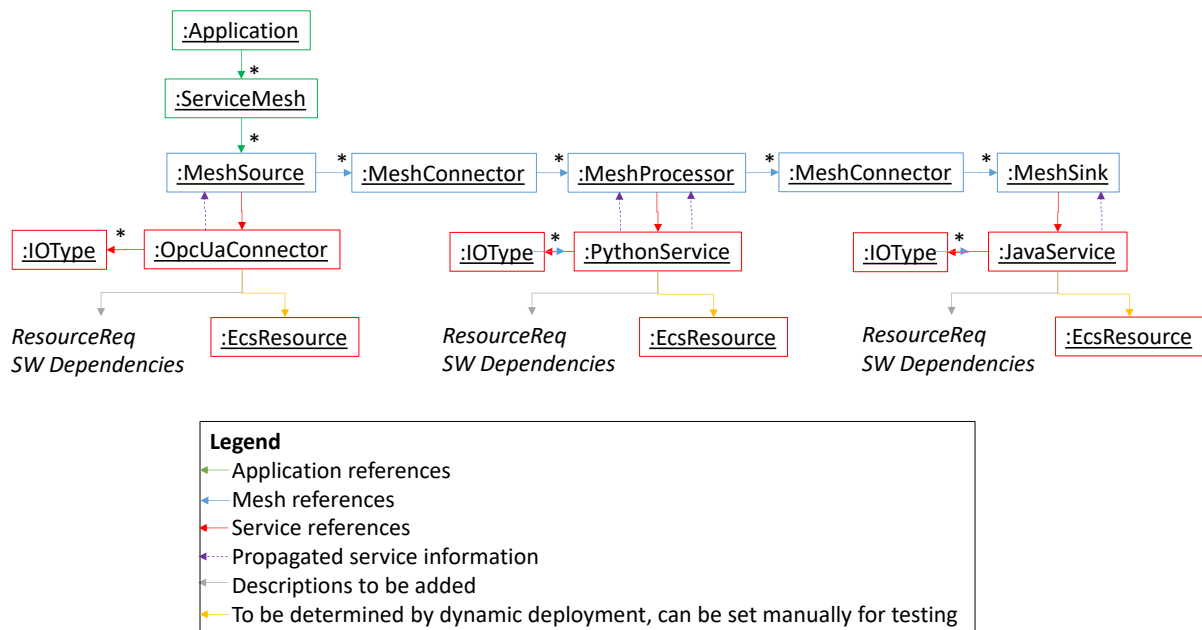 :Application
*
:ServiceMesh
*
:MeshSource
*
:MeshConnector
*
:MeshProcessor
*
:MeshConnector
*
:MeshSink
:IOType
*
:OpcUaConnector
:IOType
*
:PythonService
:IOType
*
:JavaService
ResourceReq
SW Dependencies
:EcsResource
ResourceReq
SW Dependencies
:EcsResource
ResourceReq
SW Dependencies
:EcsResource
Legend
Application references
Mesh references
Service references
Propagated service information
Descriptions to be added
To be determined by dynamic deployment, can be set manually for testing